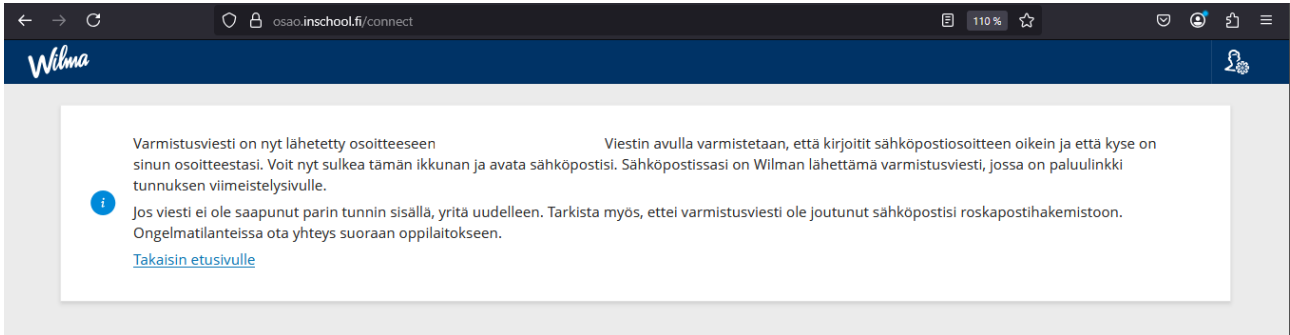 osao.inschool.fi/connect
110 %
Wilma
Varmistusviesti on nyt lähetetty osoitteeseen Viestin avulla varmistetaan, että kirjoitit sähköpostiosoitteen oikein ja että kyse on
sinun osoitteestasi. Voit nyt sulkea tämän ikkunan ja avata sähköpostisi. Sähköpostissasi on Wilman lähettämä varmistusviesti, jossa on paluulinkki
tunnuksen viimeistelysivulle.
Jos viesti ei ole saapunut parin tunnin sisällä, yritä uudelleen. Tarkista myös, ettei varmistusviesti ole joutunut sähköpostisi roskapostihakemistoon.
Ongelmatilanteissa ota yhteys suoraan oppilaitokseen.
Takaisin etusivulle